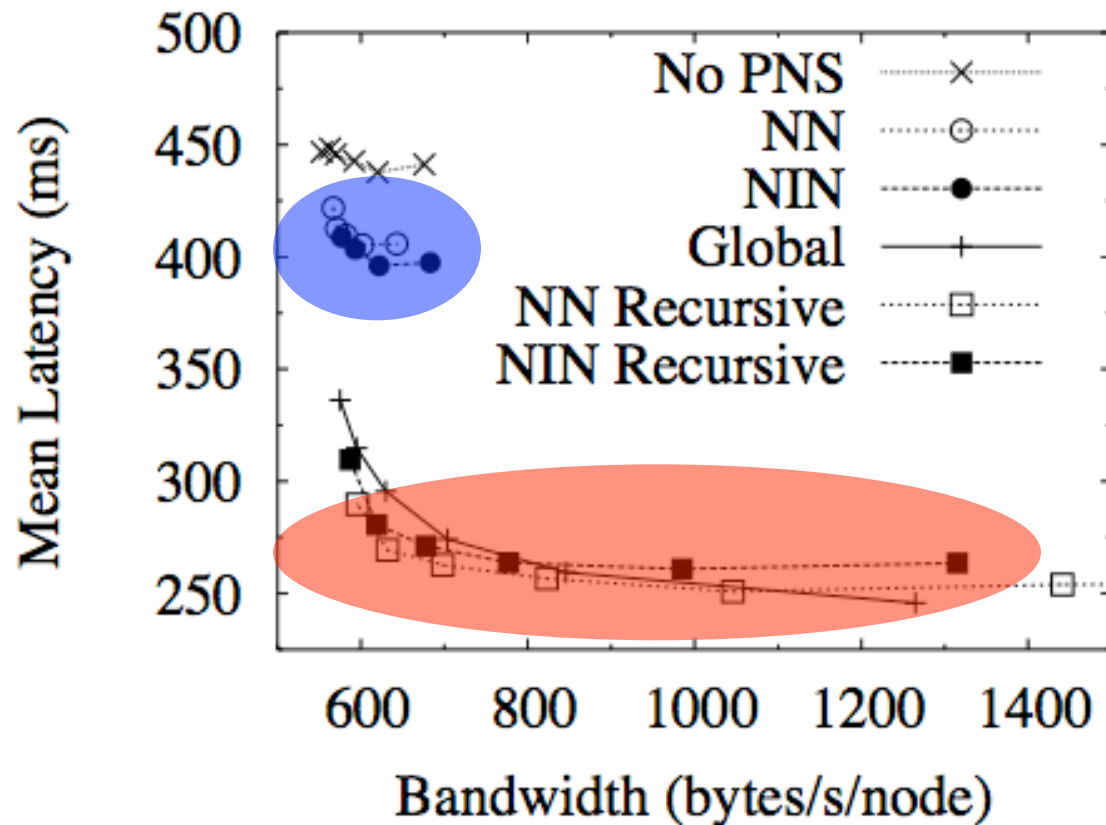 500
450
400
350
300
250
Mean Latency (ms)
No PNS
NN
NIN
Global
NN Recursive
NIN Recursive
600 800 1000 1200 1400
Bandwidth (bytes/s/node)